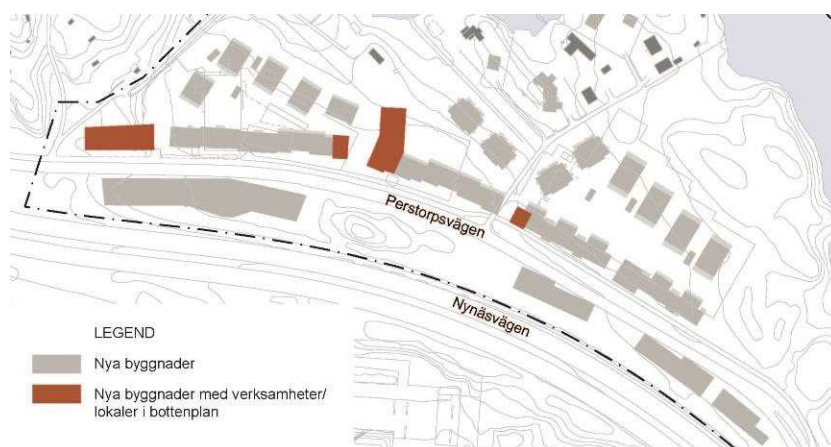 Perstorpsvägen
Nynäsvägen
LEGEND
Nya byggnader
Nya byggnader med verksamheter/
lokaler i bottenplan